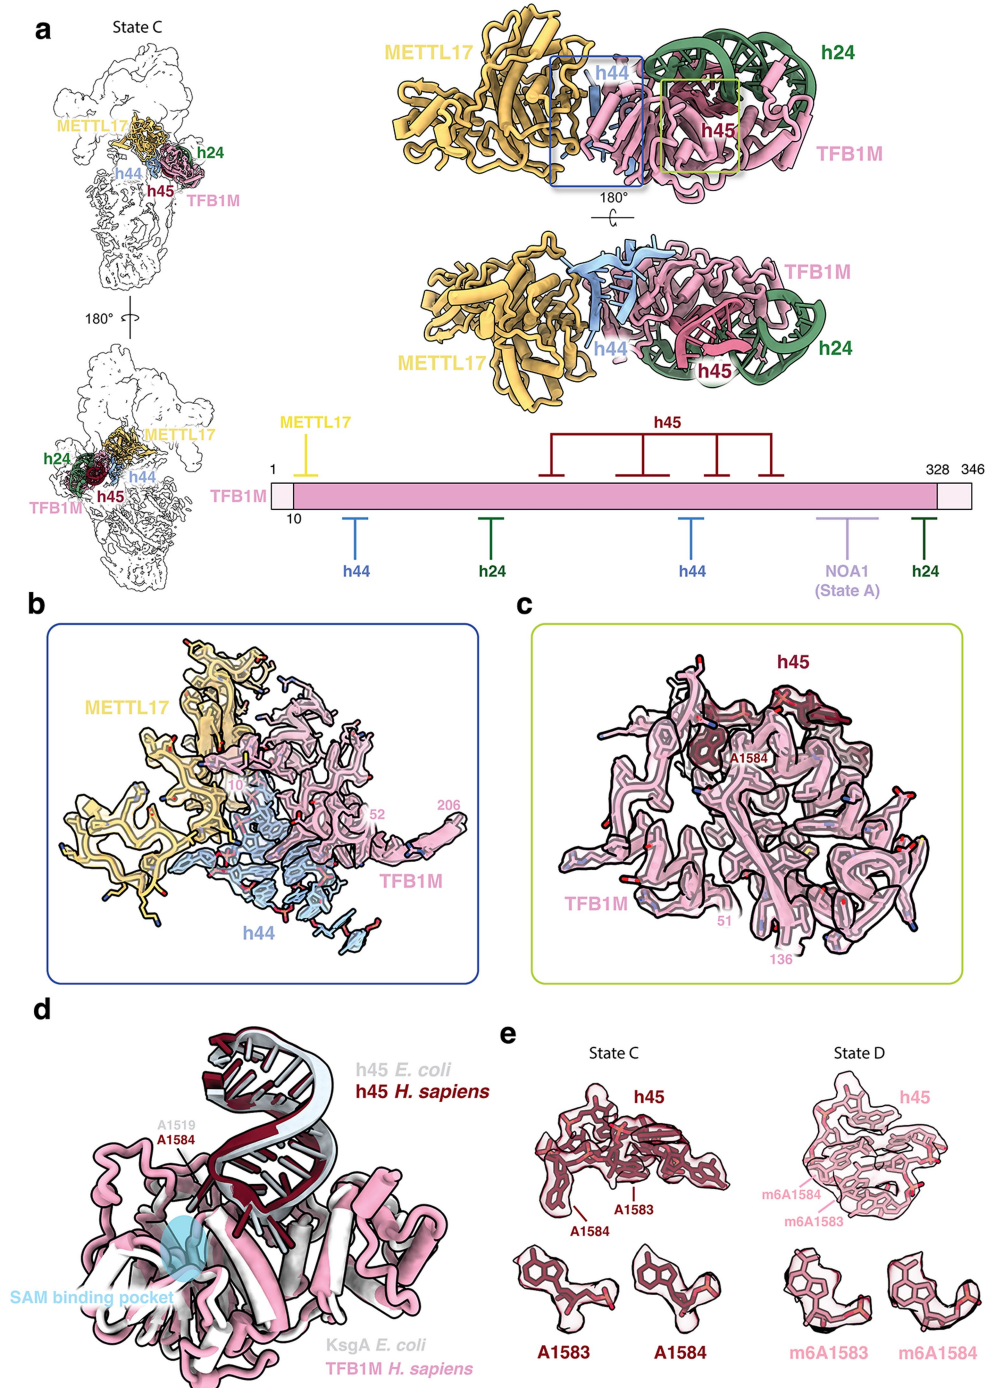 a
State C
METTL17
h24
h44
h45
TFB1M
180°
METTL17
h24
h44
h45
TFB1M
METTL17
h44
h24
h45
TFB1M
180°
TFB1M
METTL17
h44
h45
h24
METTL17
h45
1
328
346
TFB1M
10
h44
h24
h44
NOA1
(State A)
h24
b
METTL17
10
52
206
TFB1M
h44
c
h45
A1584
TFB1M
51
136
d
h45 E. coli
h45 H. sapiens
A1519
A1584
SAM binding pocket
KsgA E. coli
TFB1M H. sapiens
e
State C
State D
h45
h45
A1584
A1583
m6A1584
m6A1583
A1583
A1584
m6A1583
m6A1584